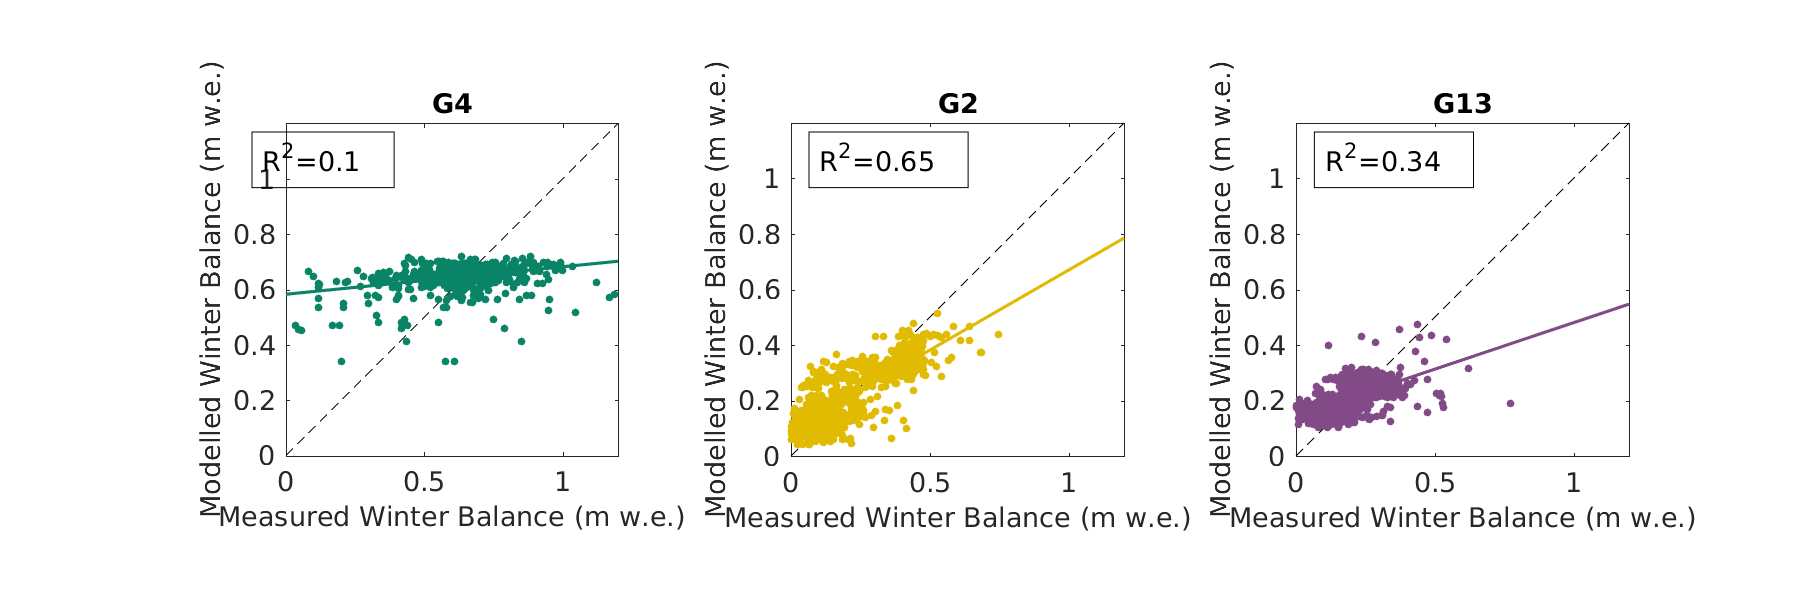 G4
R²=0.1
Modelled Winter Balance (m w.e.)
1
0.8
0.6
0.4
0.2
0
0 0.5 1
Measured Winter Balance (m w.e.)
G2
R²=0.65
Modelled Winter Balance (m w.e.)
1
0.8
0.6
0.4
0.2
0
0 0.5 1
Measured Winter Balance (m w.e.)
G13
R²=0.34
Modelled Winter Balance (m w.e.)
1
0.8
0.6
0.4
0.2
0
0 0.5 1
Measured Winter Balance (m w.e.)